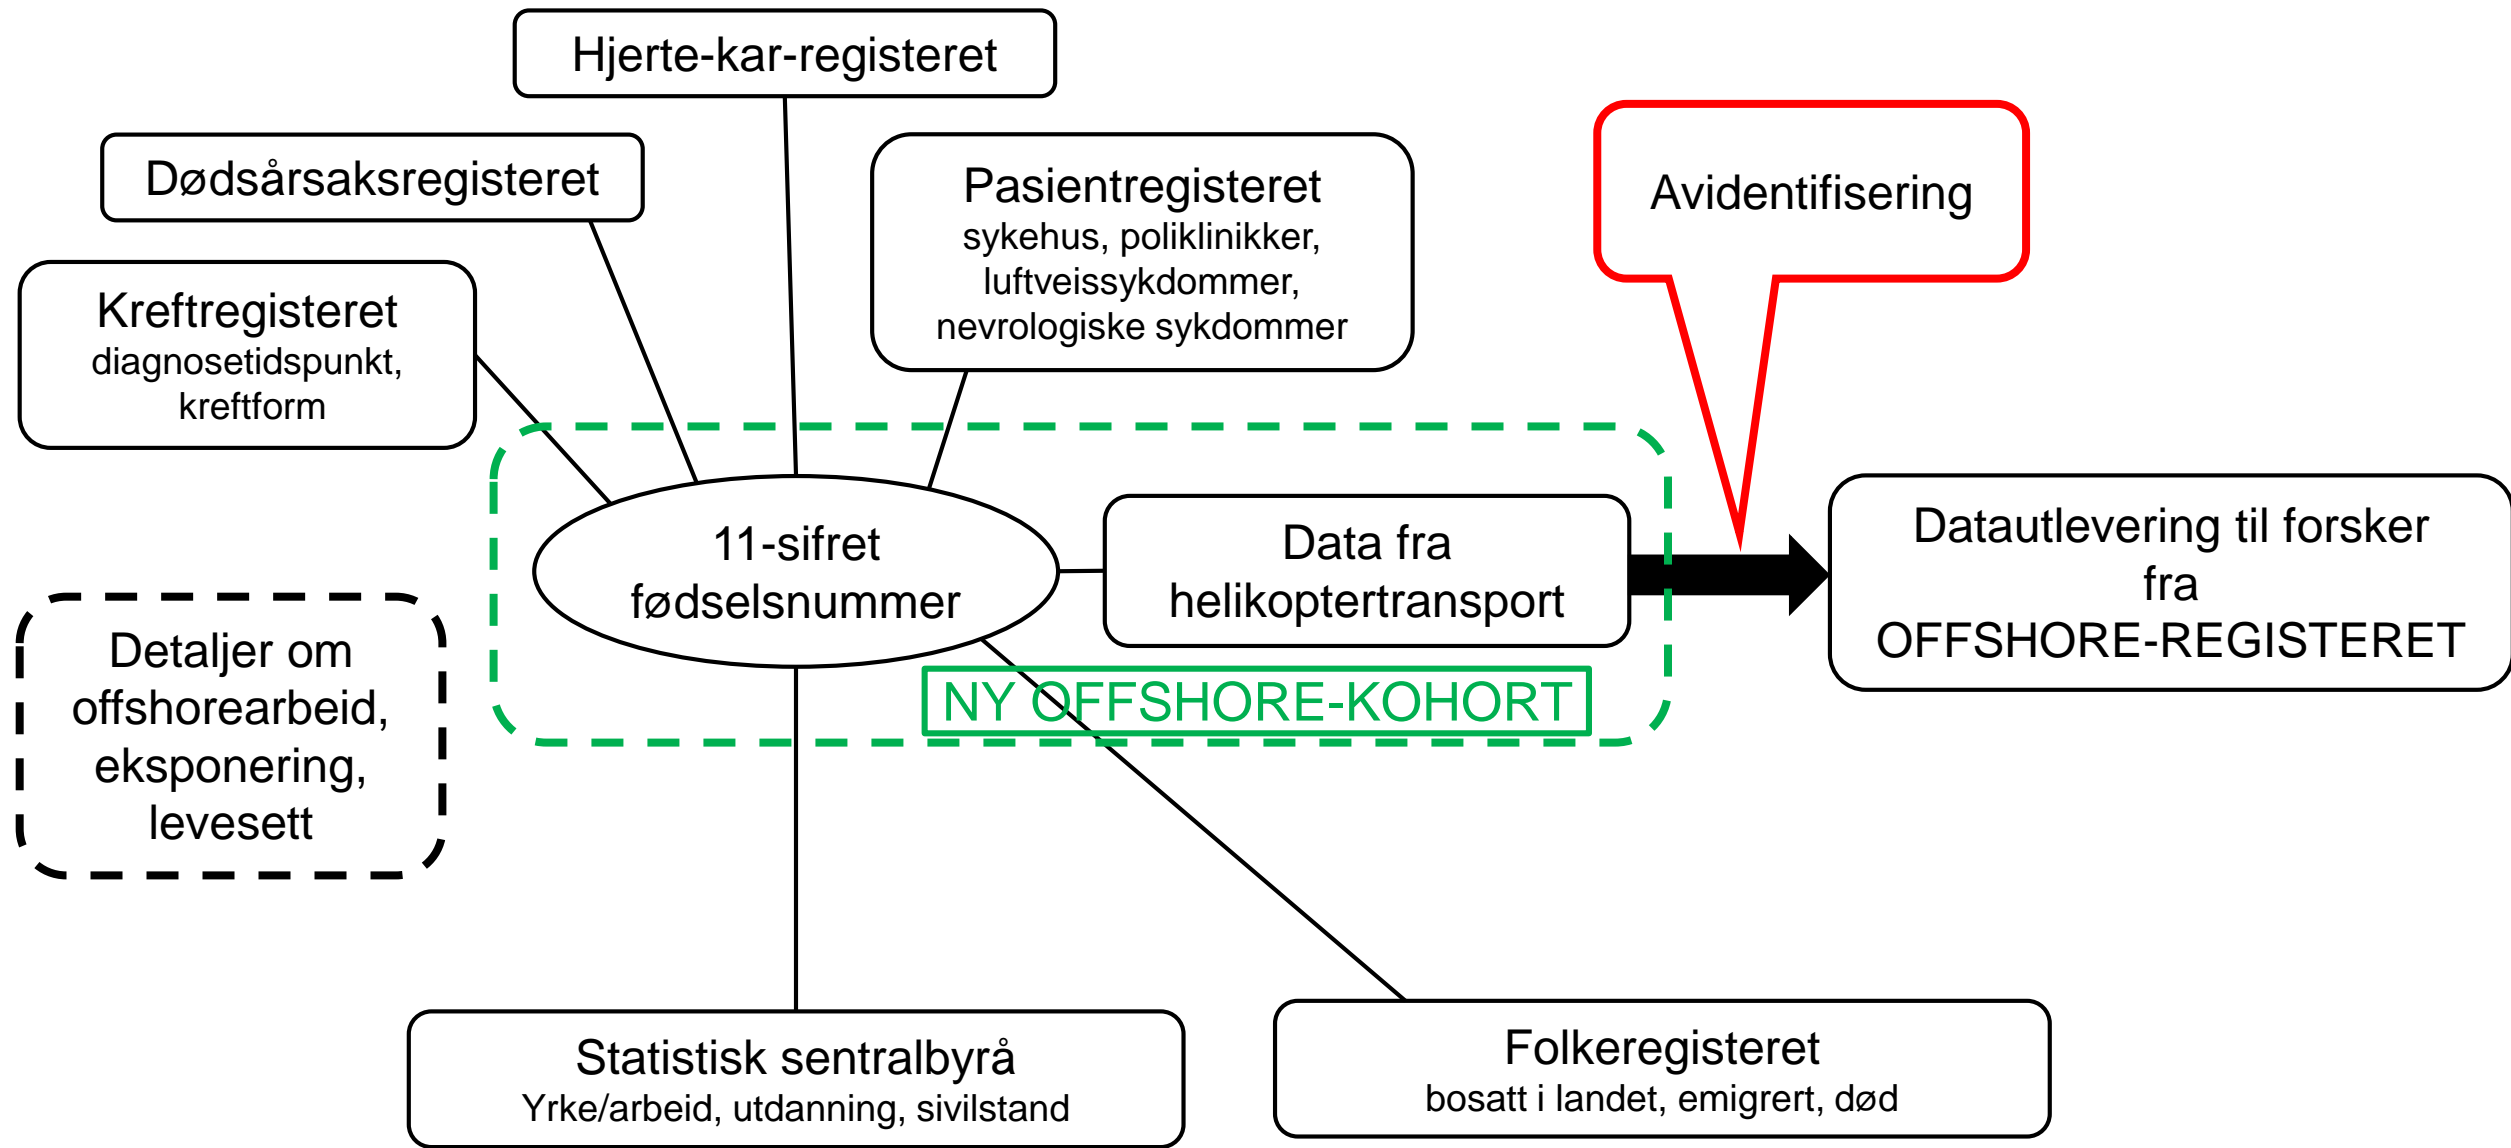 Hjerte-kar-registeret
Dødsårsaksregisteret
Pasientregisteret
sykehus, poliklinikker,
luftveissykdommer,
nevrologiske sykdommer
Avidentifisering
Kreftregisteret
diagnosetidspunkt,
kreftform
11-sifret
fødselsnummer
Data fra
helikoptertransport
Datautlevering til forsker
fra
OFFSHORE-REGISTERET
NY OFFSHORE-KOHORT
Detaljer om
offshorearbeid,
eksponering,
levesett
Statistisk sentralbyrå
Yrke/arbeid, utdanning, sivilstand
Folkeregisteret
bosatt i landet, emigrert, død